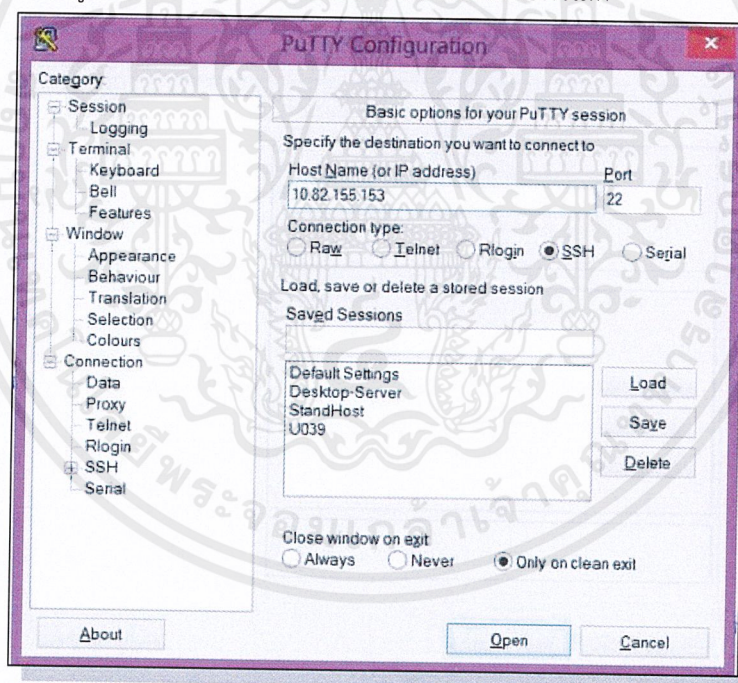 PuTTY Configuration
Category:
Session
Logging
Terminal
Keyboard
Bell
Features
Window
Appearance
Behaviour
Translation
Selection
Colours
Connection
Data
Proxy
Telnet
Rlogin
SSH
Serial
About
Basic options for your PuTTY session
Specify the destination you want to connect to
Host Name (or IP address)
Port
10.82.155.153
22
Connection type:
Raw Telnet Rlogin SSH Serial
Load, save or delete a stored session
Saved Sessions
Default Settings
Desktop-Server
StandHost
U039
Load
Save
Delete
Close window on exit
Always Never Only on clean exit
Open
Cancel